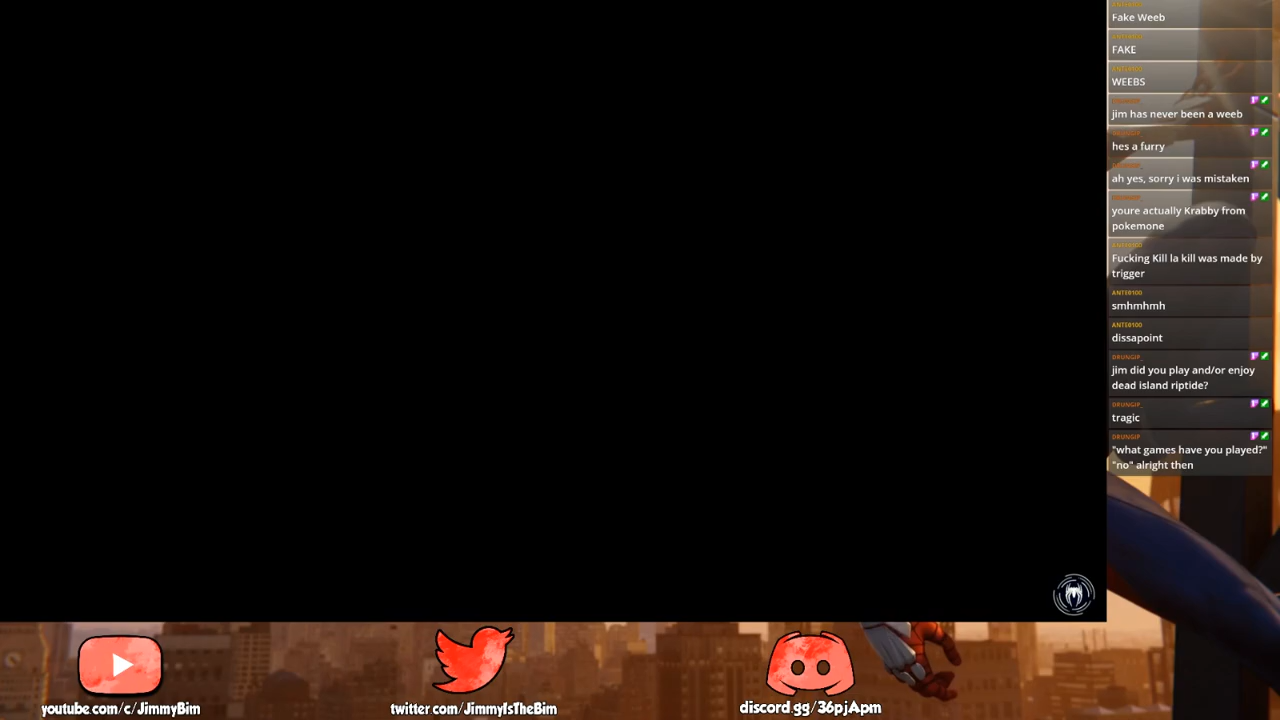 Fake Weeb
FAKE
WEEBS
jim has never been a weeb
hes a furry
ah yes, sorry i was mistaken
youre actually Krabby from
pokemone
Fucking Kill la kill was made by
trigger
ANTE0100
smhmhmh
ANTE0100
dissapoint
DRUNGIP_
jim did you play and/or enjoy
dead island riptide?
DRUNGIP_
tragic
DRUNGIP_
"what games have you played?"
"no" alright then
youtube.com/c/JimmyBim
twitter.com/JimmyIsTheBim
discord.gg/36pjApm